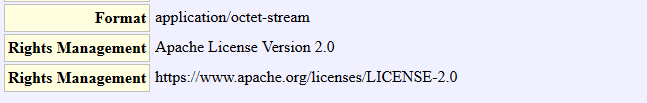 Format application/octet-stream
Rights Management Apache License Version 2.0
Rights Management https://www.apache.org/licenses/LICENSE-2.0